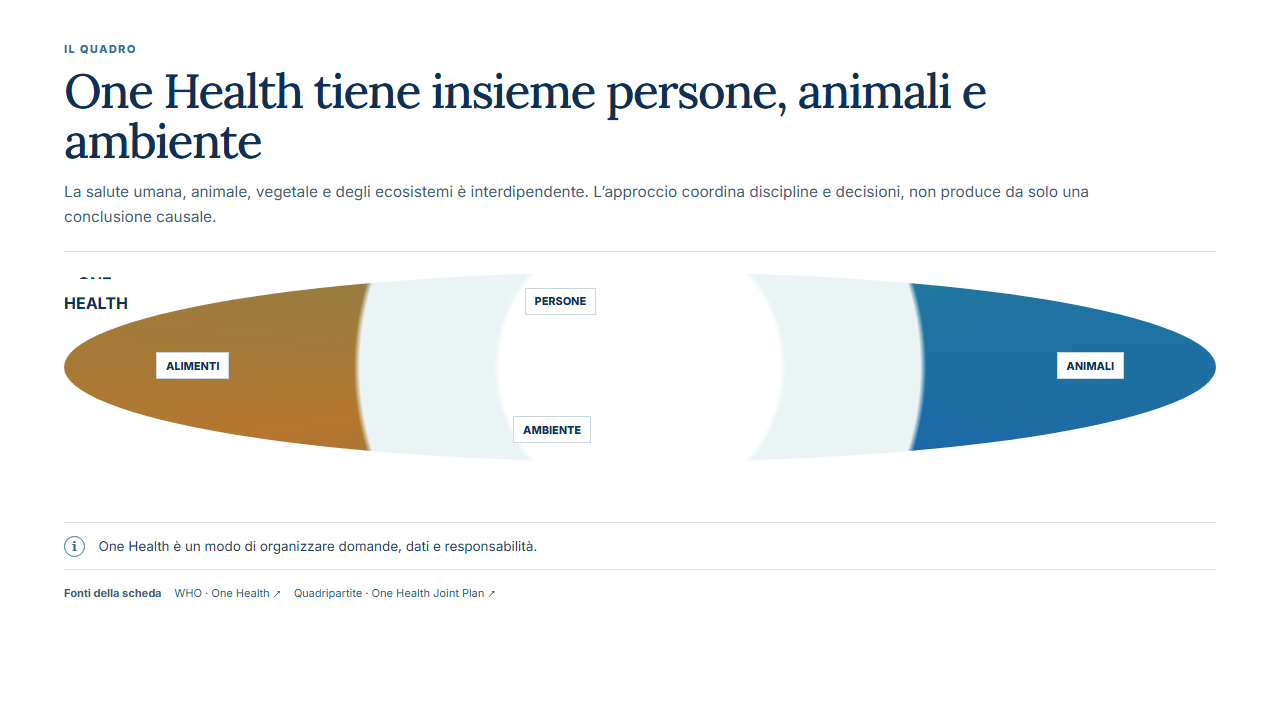 IL QUADRO
One Health tiene insieme persone, animali e
ambiente
La salute umana, animale, vegetale e degli ecosistemi è interdipendente. L’approccio coordina discipline e decisioni, non produce da solo una
conclusione causale.
HEALTH
PERSONE
ALIMENTI
ANIMALI
AMBIENTE
i
One Health è un modo di organizzare domande, dati e responsabilità.
Fonti della scheda WHO · One Health ↗ Quadripartite · One Health Joint Plan ↗